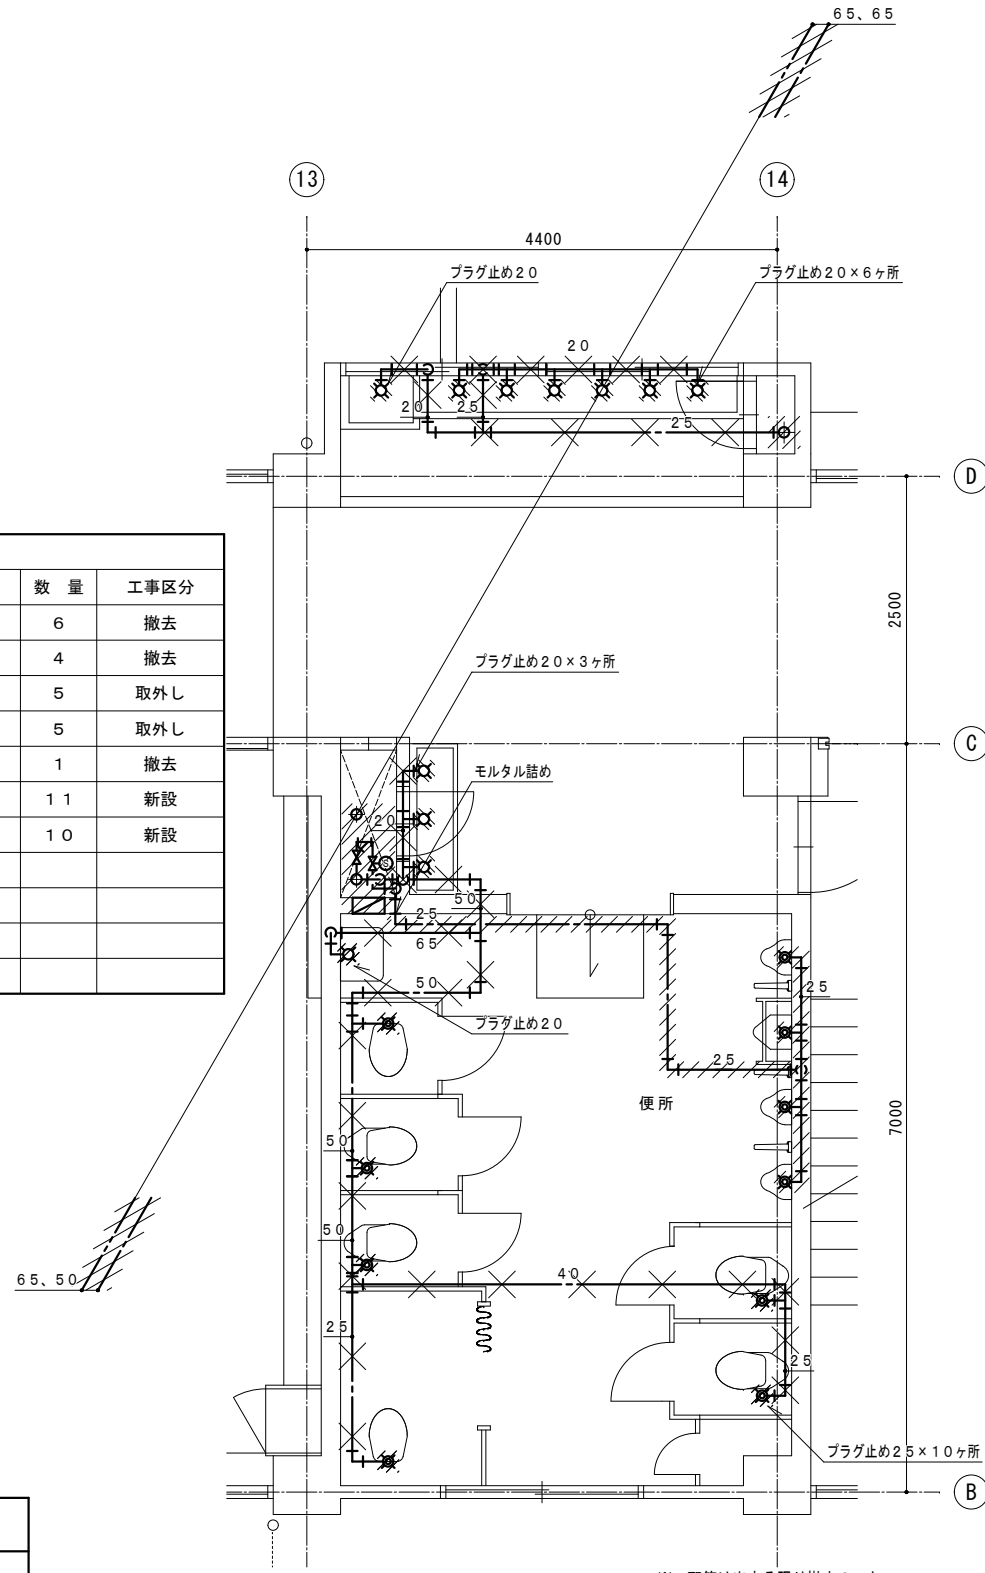 65、65
13
14
4400
プラグ止め20
プラグ止め20×6ヶ所
20
20
25
25
D
2500
数 量 工事区分
6 撤去
4 撤去
5 取外し
5 取外し
1 撤去
11 新設
10 新設
プラグ止め20×3ヶ所
C
モルタル詰め
20
S
50
25
65
50
25
プラグ止め20
25
便所
7000
50
50
65、50
40
25
25
プラグ止め25×10ヶ所
B